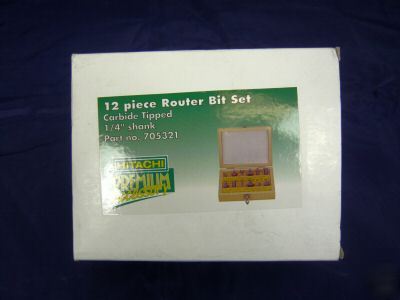 12 piece Router Bit Set
Carbide Tipped
1/4" shank
Part no. 705321
HITACHI
PREMIUM